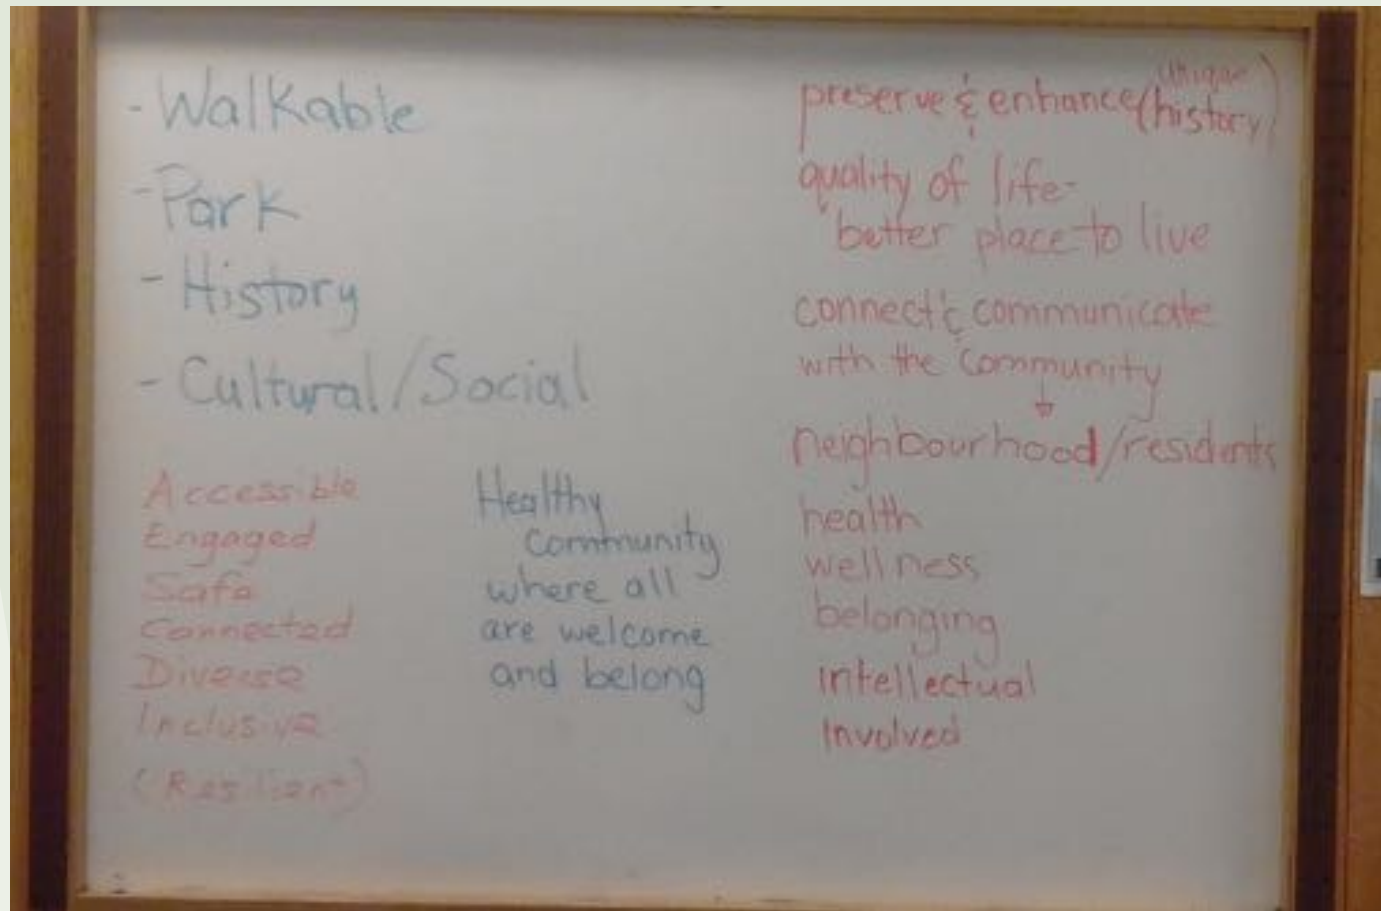 - Walkable
- Park
- History
- Cultural/Social
Accessible
Engaged
Safe
Connected
Diverse
Inclusive
(Resilient)
Healthy
Community
where all
are welcome
and belong
unique
preserve & enhance (history)
quality of life-
"better place to live
connect & communicate
with the community
neighbourhood/residents
health
wellness
belonging
intellectual
involved